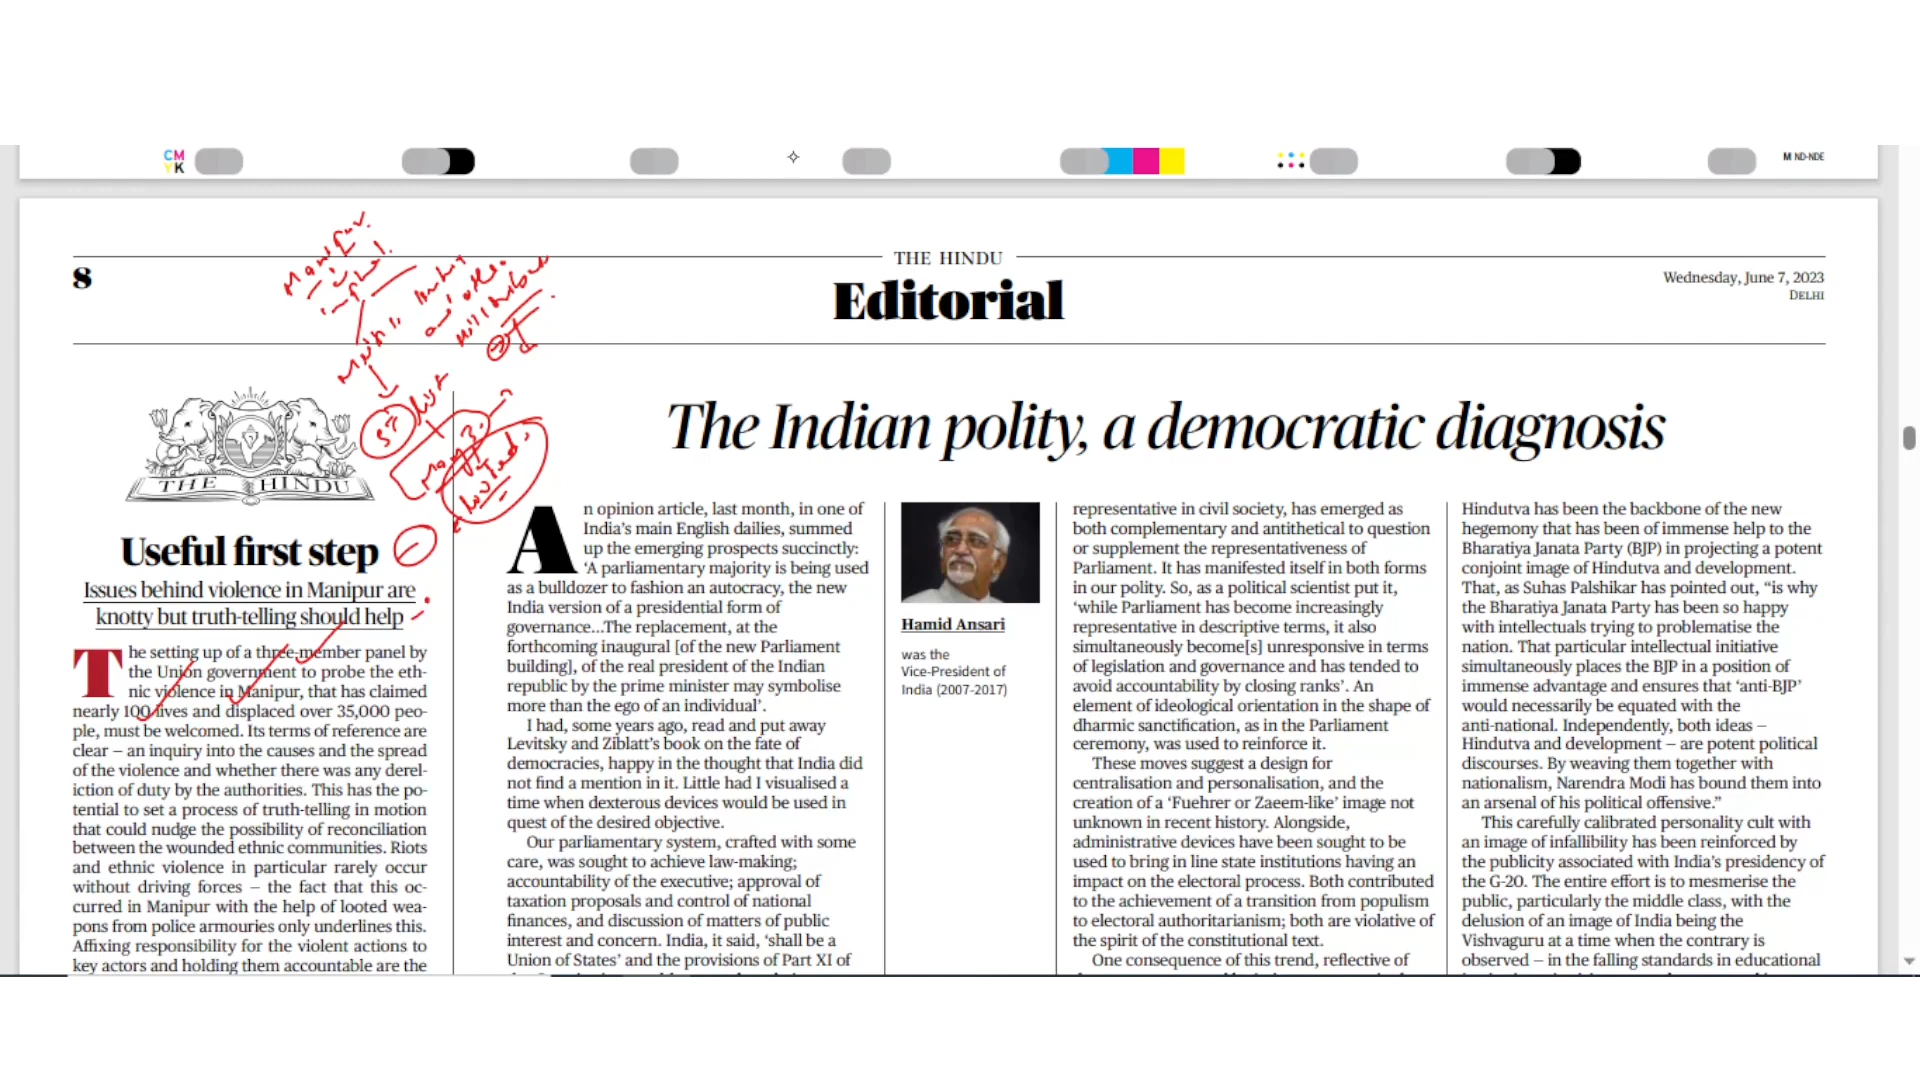 CM
YK
M ND-NDE
8
THE HINDU
Editorial
Wednesday, June 7, 2023
DELHI
Manipur
THE HINDU
Useful first step
Issues behind violence in Manipur are
knotty but truth-telling should help
The setting up of a three-member panel by
the Union government to probe the eth-
nic violence in Manipur, that has claimed
nearly 100 lives and displaced over 35,000 peo-
ple, must be welcomed. Its terms of reference are
clear – an inquiry into the causes and the spread
of the violence and whether there was any derel-
iction of duty by the authorities. This has the po-
tential to set a process of truth-telling in motion
that could nudge the possibility of reconciliation
between the wounded ethnic communities. Riots
and ethnic violence in particular rarely occur
without driving forces – the fact that this oc-
curred in Manipur with the help of looted wea-
pons from police armouries only underlines this.
Affixing responsibility for the violent actions to
key actors and holding them accountable are the
The Indian polity, a democratic diagnosis
An opinion article, last month, in one of
India's main English dailies, summed
up the emerging prospects succinctly:
'A parliamentary majority is being used
as a bulldozer to fashion an autocracy, the new
India version of a presidential form of
governance...The replacement, at the
forthcoming inaugural [of the new Parliament
building], of the real president of the Indian
republic by the prime minister may symbolise
more than the ego of an individual'.
I had, some years ago, read and put away
Levitsky and Ziblatt's book on the fate of
democracies, happy in the thought that India did
not find a mention in it. Little had I visualised a
time when dexterous devices would be used in
quest of the desired objective.
Our parliamentary system, crafted with some
care, was sought to achieve law-making;
accountability of the executive; approval of
taxation proposals and control of national
finances, and discussion of matters of public
interest and concern. India, it said, 'shall be a
Union of States' and the provisions of Part XI of
Hamid Ansari
was the
Vice-President of
India (2007-2017)
representative in civil society, has emerged as
both complementary and antithetical to question
or supplement the representativeness of
Parliament. It has manifested itself in both forms
in our polity. So, as a political scientist put it,
'while Parliament has become increasingly
representative in descriptive terms, it also
simultaneously become[s] unresponsive in terms
of legislation and governance and has tended to
avoid accountability by closing ranks'. An
element of ideological orientation in the shape of
dharmic sanctification, as in the Parliament
ceremony, was used to reinforce it.
These moves suggest a design for
centralisation and personalisation, and the
creation of a 'Fuehrer or Zaeem-like' image not
unknown in recent history. Alongside,
administrative devices have been sought to be
used to bring in line state institutions having an
impact on the electoral process. Both contributed
to the achievement of a transition from populism
to electoral authoritarianism; both are violative of
the spirit of the constitutional text.
One consequence of this trend, reflective of
Hindutva has been the backbone of the new
hegemony that has been of immense help to the
Bharatiya Janata Party (BJP) in projecting a potent
conjoint image of Hindutva and development.
That, as Suhas Palshikar has pointed out, "is why
the Bharatiya Janata Party has been so happy
with intellectuals trying to problematise the
nation. That particular intellectual initiative
simultaneously places the BJP in a position of
immense advantage and ensures that 'anti-BJP'
would necessarily be equated with the
anti-national. Independently, both ideas –
Hindutva and development – are potent political
discourses. By weaving them together with
nationalism, Narendra Modi has bound them into
an arsenal of his political offensive."
This carefully calibrated personality cult with
an image of infallibility has been reinforced by
the publicity associated with India's presidency of
the G-20. The entire effort is to mesmerise the
public, particularly the middle class, with the
delusion of an image of India being the
Vishvaguru at a time when the contrary is
observed – in the falling standards in educational